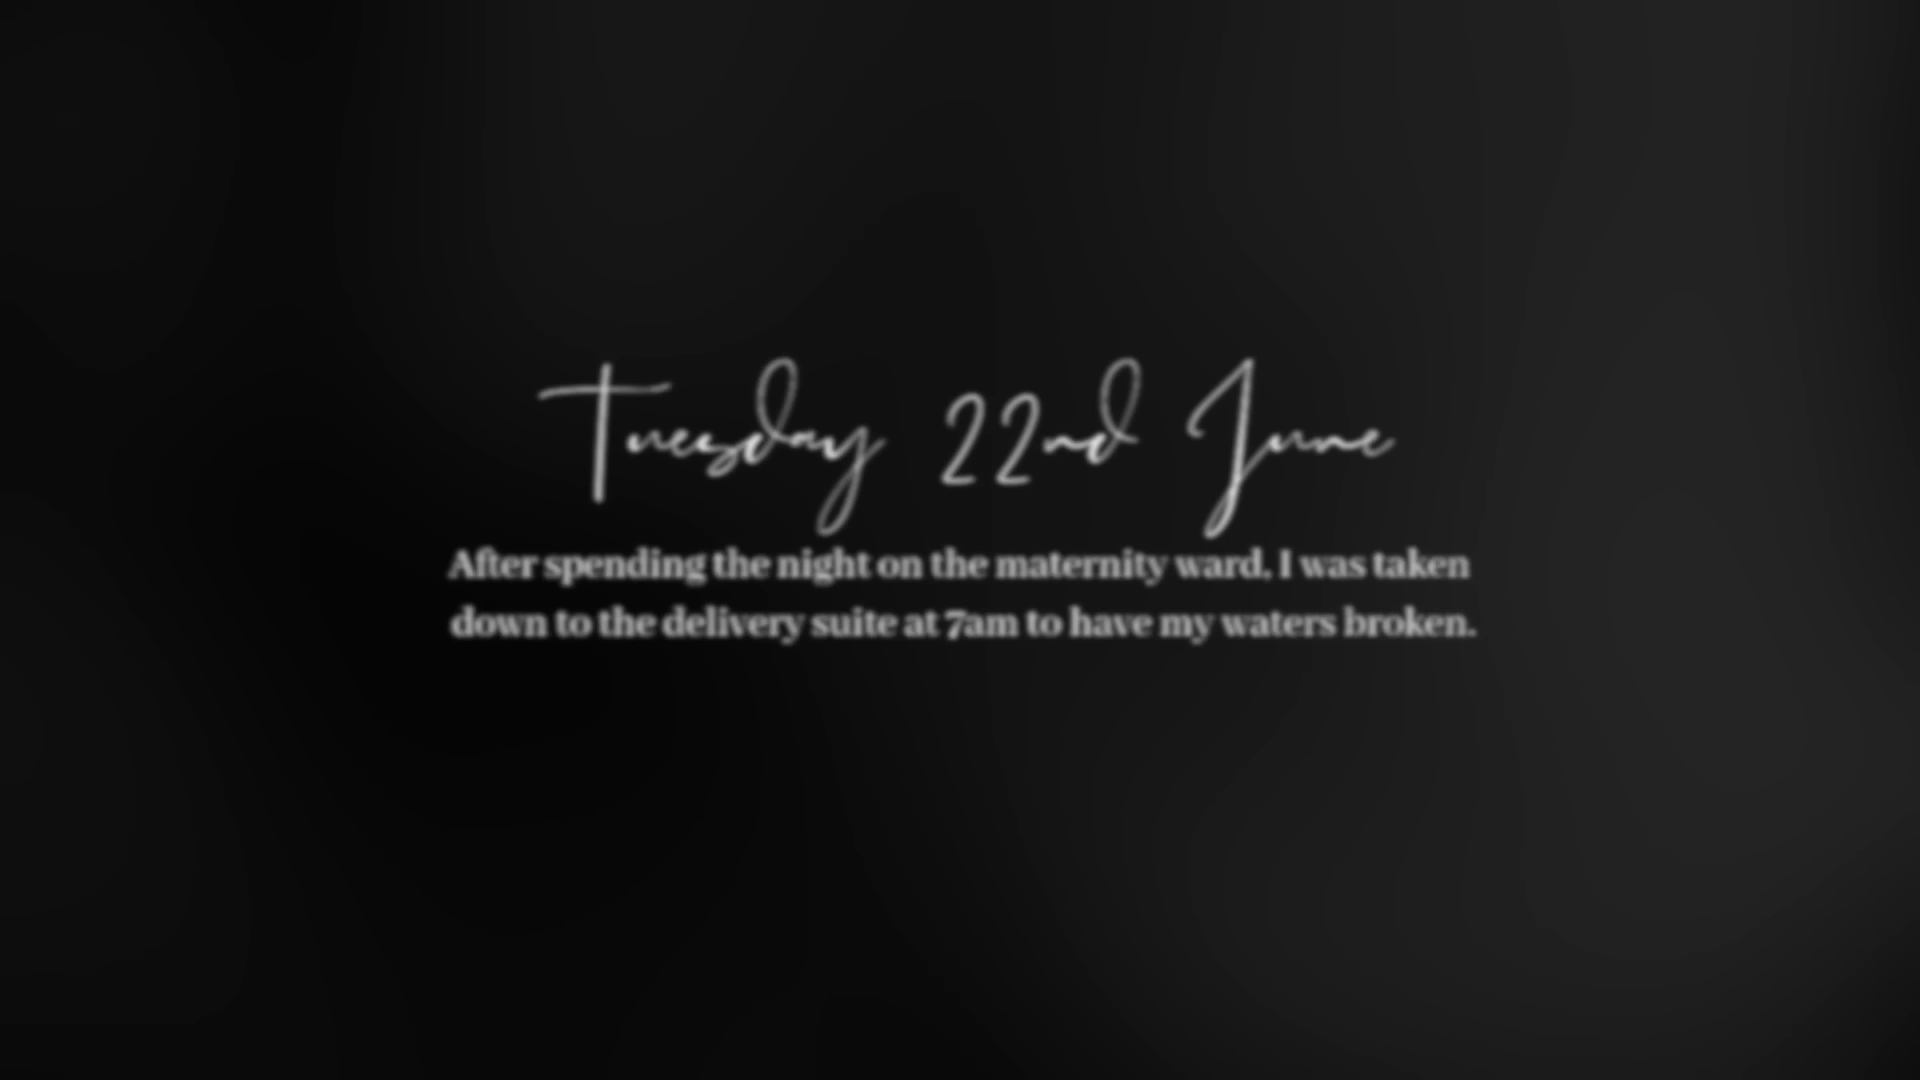 Tuesday 22nd June
After spending the night on the maternity ward, I was taken
down to the delivery suite at 7am to have my waters broken.